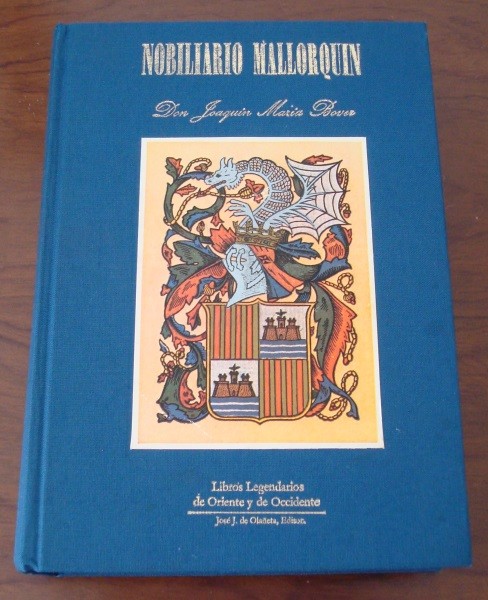 NOBILIARIO MALLORQUIN
Don Joaquin Maria Bover
Libros Legendarios
de Oriente y de Occidente
José J. de Olañeta, Editor.